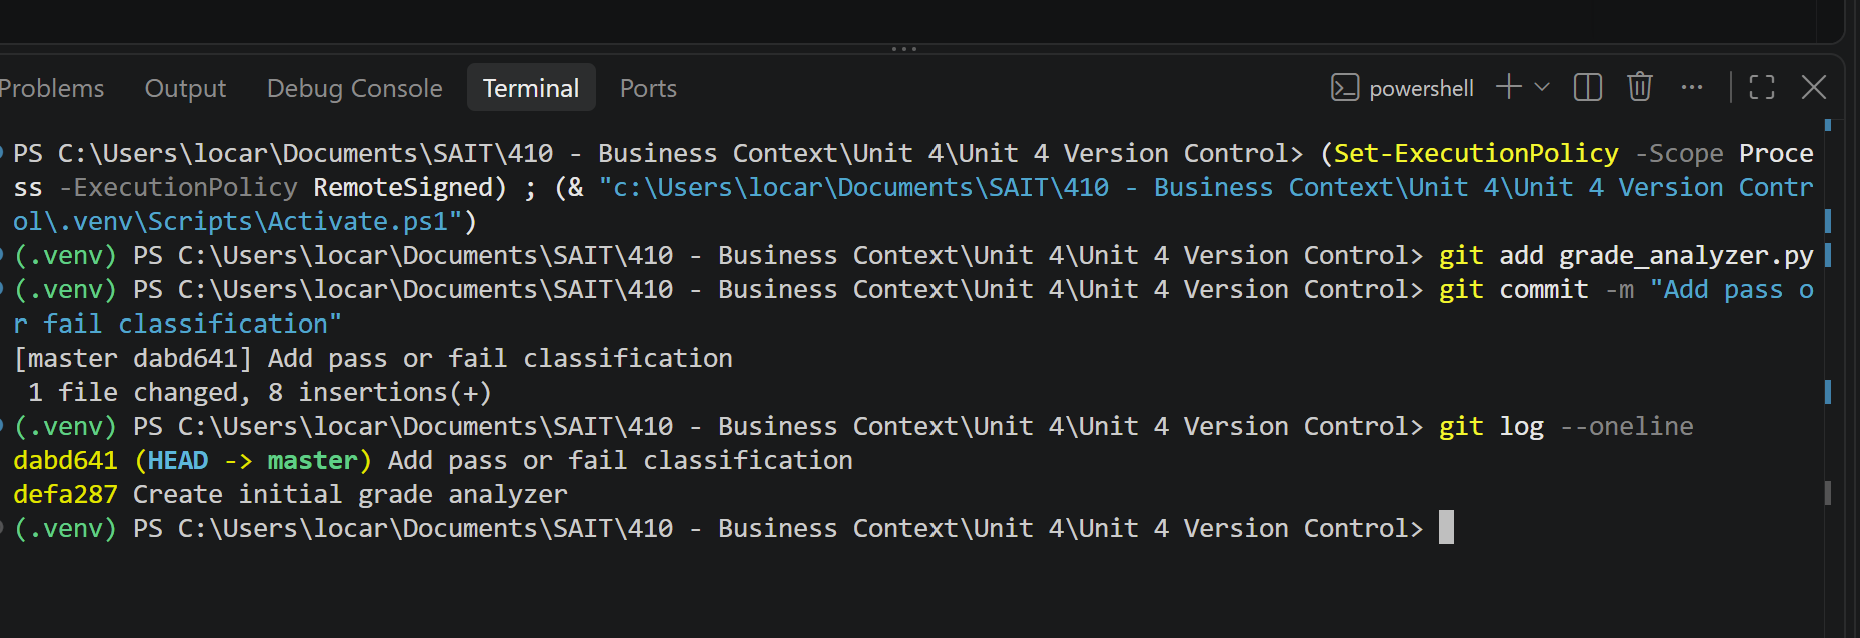 Problems Output Debug Console Terminal Ports powershell
PS C:\Users\locar\Documents\SAIT\410 - Business Context\Unit 4\Unit 4 Version Control> (Set-ExecutionPolicy -Scope Proce
ss -ExecutionPolicy RemoteSigned) ; (& "c:\Users\locar\Documents\SAIT\410 - Business Context\Unit 4\Unit 4 Version Contr
ol\.venv\Scripts\Activate.ps1")
(.venv) PS C:\Users\locar\Documents\SAIT\410 - Business Context\Unit 4\Unit 4 Version Control> git add grade_analyzer.py
(.venv) PS C:\Users\locar\Documents\SAIT\410 - Business Context\Unit 4\Unit 4 Version Control> git commit -m "Add pass o
r fail classification"
[master dabd641] Add pass or fail classification
 1 file changed, 8 insertions(+)
(.venv) PS C:\Users\locar\Documents\SAIT\410 - Business Context\Unit 4\Unit 4 Version Control> git log --oneline
dabd641 (HEAD -> master) Add pass or fail classification
defa287 Create initial grade analyzer
(.venv) PS C:\Users\locar\Documents\SAIT\410 - Business Context\Unit 4\Unit 4 Version Control>